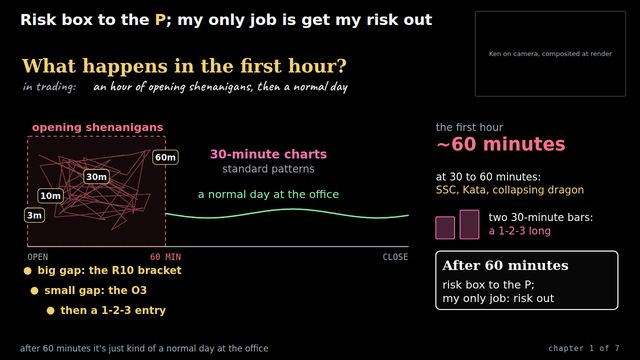 Risk box to the P; my only job is get my risk out
Ken on camera, composited at render
What happens in the first hour?
in trading: an hour of opening shenanigans, then a normal day
opening shenanigans
60m
30m
10m
3m
30-minute charts
standard patterns
a normal day at the office
OPEN
60 MIN
CLOSE
big gap: the R10 bracket
small gap: the O3
then a 1-2-3 entry
the first hour
~60 minutes
at 30 to 60 minutes:
SSC, Kata, collapsing dragon
two 30-minute bars:
a 1-2-3 long
After 60 minutes
risk box to the P;
my only job: risk out
after 60 minutes it's just kind of a normal day at the office
chapter 1 of 7